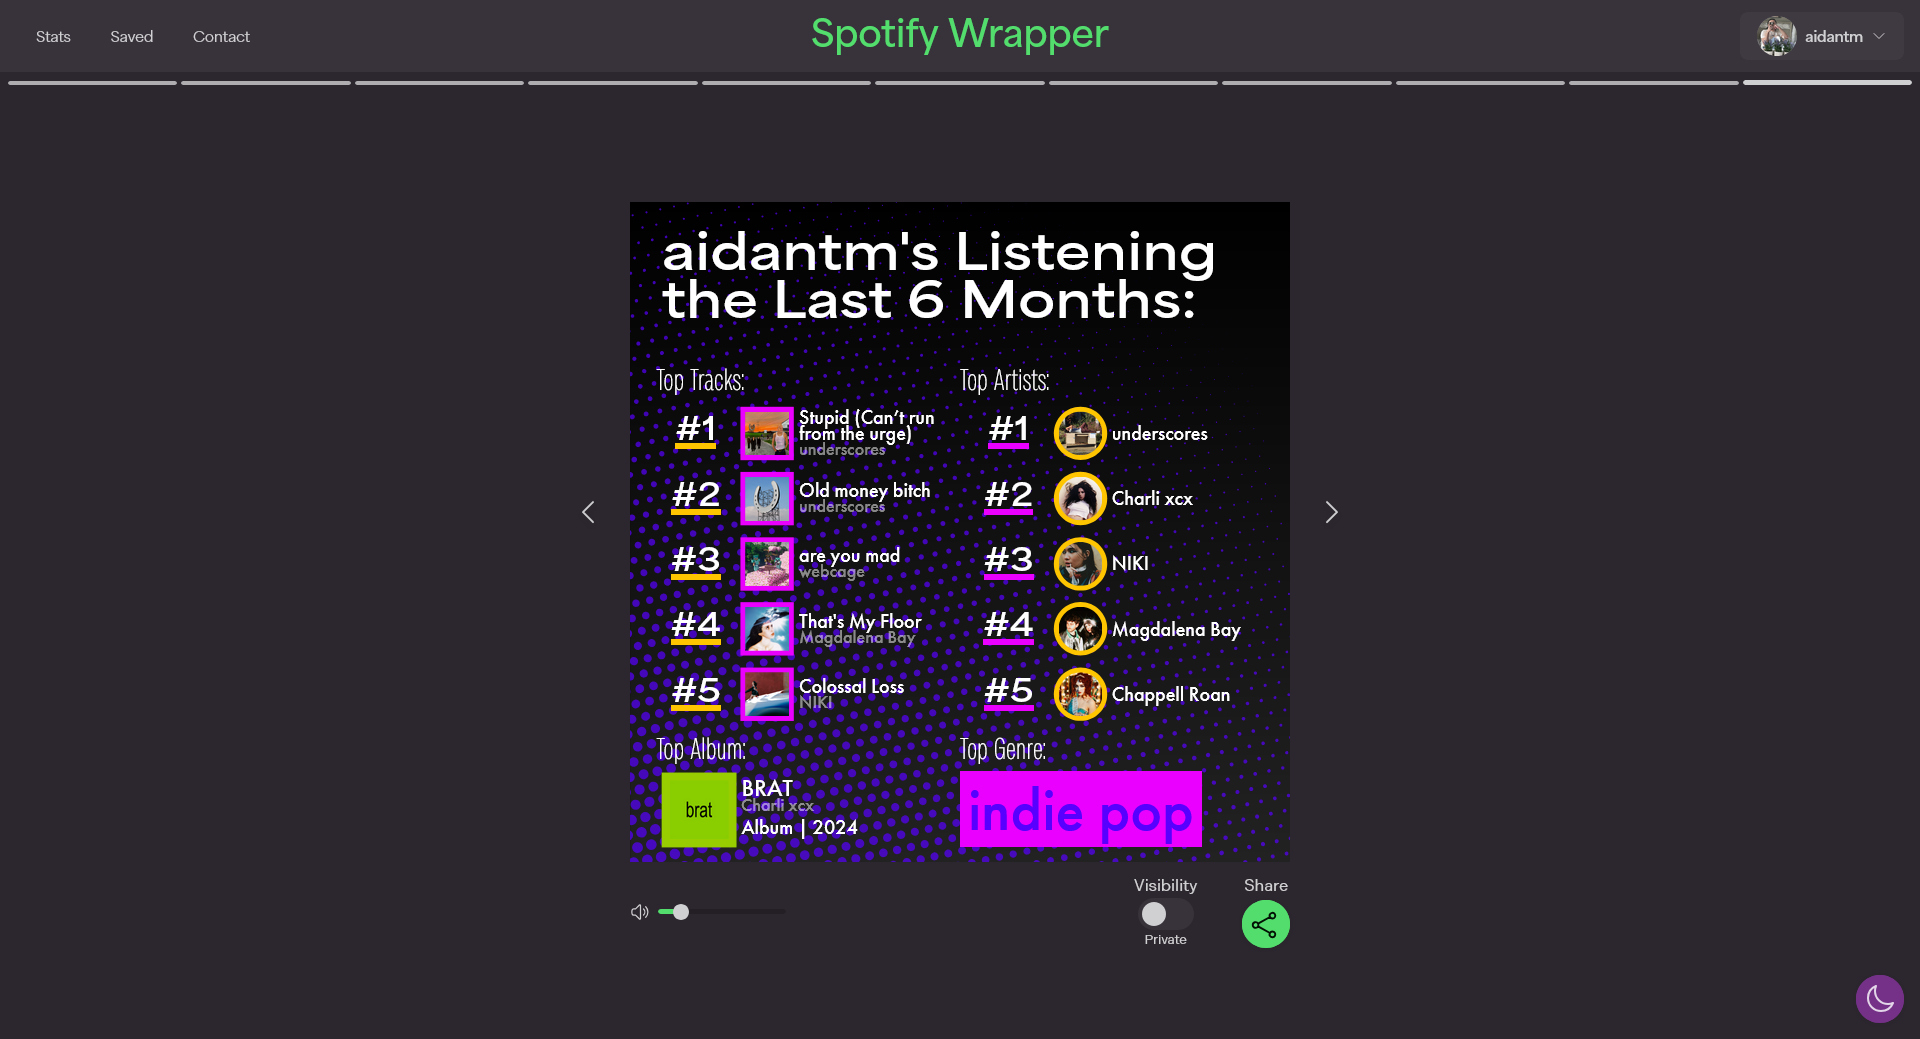 Stats
Saved
Contact
Spotify Wrapper
aidantm
aidantm's Listening
the Last 6 Months:
Top Tracks:
#1
Stupid (Can’t run
from the urge)
underscores
#2
Old money bitch
underscores
#3
are you mad
webcage
#4
That's My Floor
Magdalena Bay
#5
Colossal Loss
NIKI
Top Artists:
#1
underscores
#2
Charli xcx
#3
NIKI
#4
Magdalena Bay
#5
Chappell Roan
Top Album:
brat
BRAT
Charli xcx
Album | 2024
Top Genre:
indie pop
Visibility
Private
Share